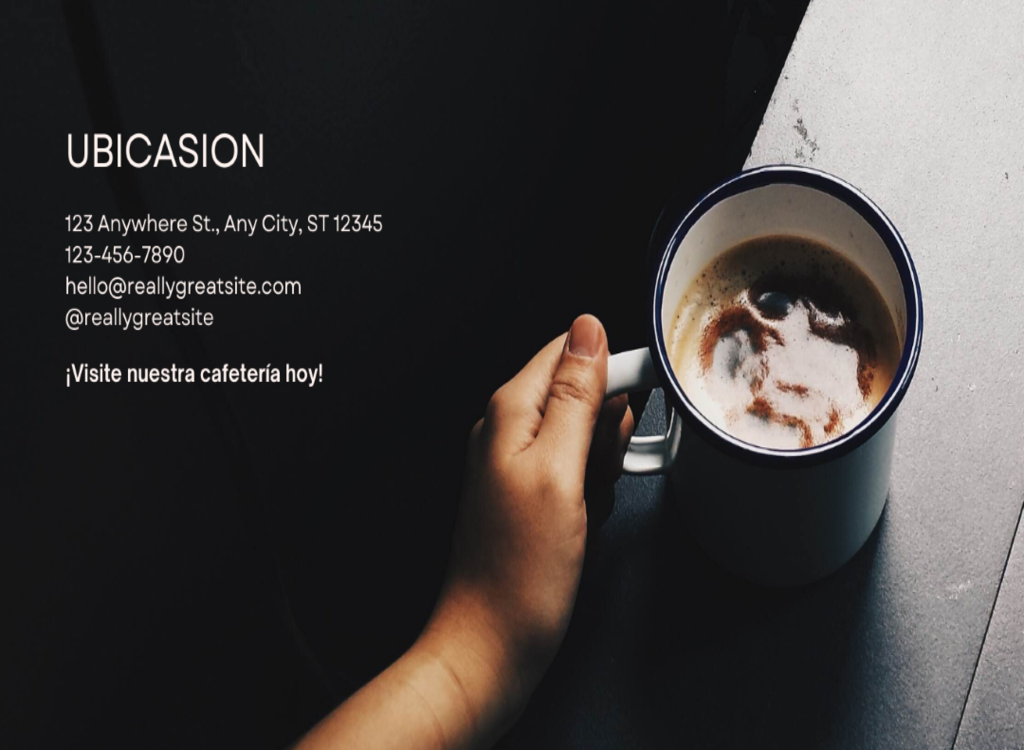 UBICASION
123 Anywhere St., Any City, ST 12345
123-456-7890
hello@reallygreatsite.com
@reallygreatsite
¡Visite nuestra cafetería hoy!